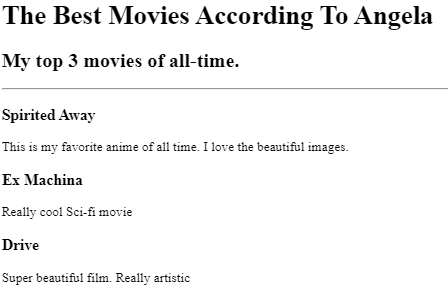 The Best Movies According To Angela
My top 3 movies of all-time.
Spirited Away
This is my favorite anime of all time. I love the beautiful images.
Ex Machina
Really cool Sci-fi movie
Drive
Super beautiful film. Really artistic